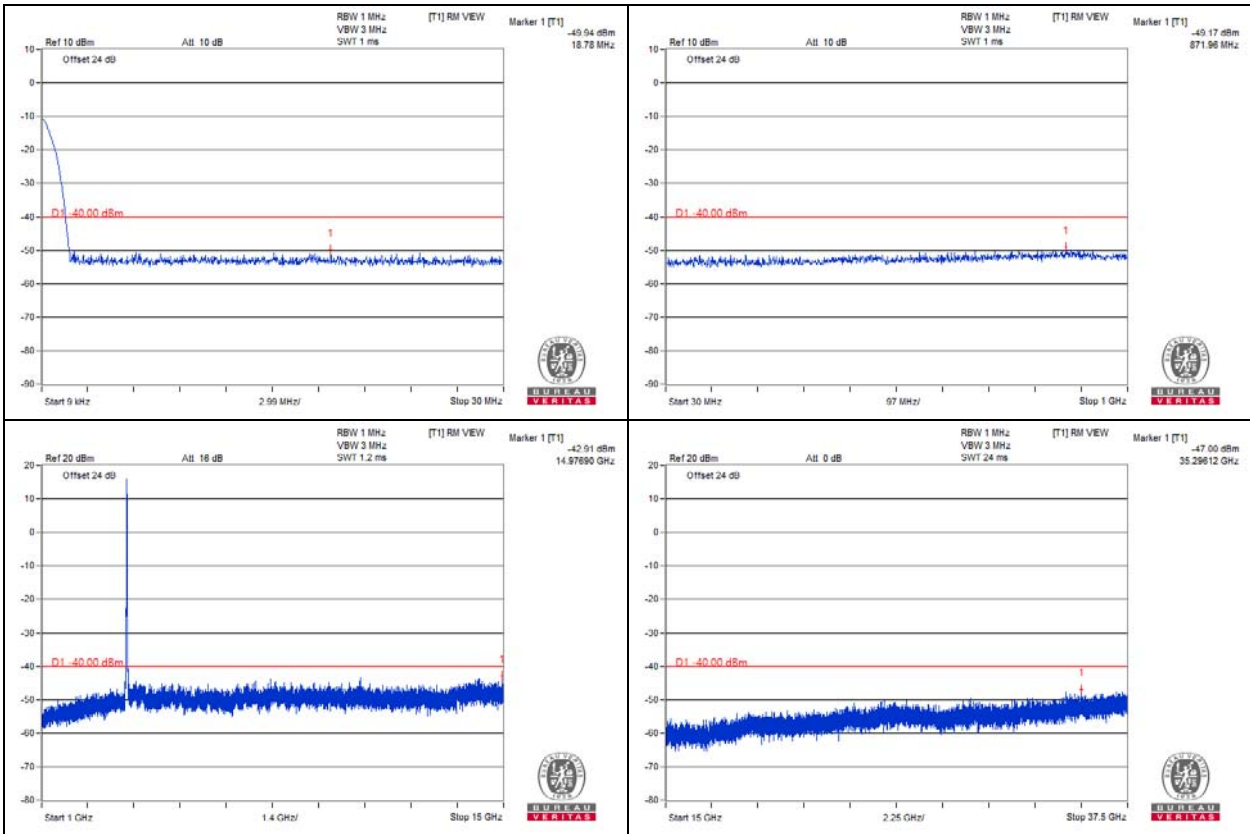 RBW 1 MHz [T1] RM VIEW Marker 1 [T1]
VBW 3 MHz -49.94 dBm
Ref 10 dBm Att 10 dB SWT 1 ms 18.78 MHz
10
Offset 24 dB
0
-10
-20
-30
-40
D1 -40.00 dBm
1
-50
-60
-70
-80
-90
Start 9 kHz 2.99 MHz/ Stop 30 MHz
BUREAU VERITAS
1828
BUREAU
VERITAS
RBW 1 MHz [T1] RM VIEW Marker 1 [T1]
VBW 3 MHz -49.17 dBm
Ref 10 dBm Att 10 dB SWT 1 ms 871.96 MHz
10
Offset 24 dB
0
-10
-20
-30
-40
D1 -40.00 dBm
1
-50
-60
-70
-80
-90
Start 30 MHz 97 MHz/ Stop 1 GHz
BUREAU VERITAS
1828
BUREAU
VERITAS
RBW 1 MHz [T1] RM VIEW Marker 1 [T1]
VBW 3 MHz -42.91 dBm
Ref 20 dBm Att 16 dB SWT 1.2 ms 14.97690 GHz
20
Offset 24 dB
10
0
-10
-20
-30
-40
D1 -40.00 dBm
1
-50
-60
-70
-80
Start 1 GHz 1.4 GHz/ Stop 15 GHz
BUREAU VERITAS
1828
BUREAU
VERITAS
RBW 1 MHz [T1] RM VIEW Marker 1 [T1]
VBW 3 MHz -47.00 dBm
Ref 20 dBm Att 0 dB SWT 24 ms 35.29612 GHz
20
Offset 24 dB
10
0
-10
-20
-30
-40
D1 -40.00 dBm
1
-50
-60
-70
-80
Start 15 GHz 2.25 GHz/ Stop 37.5 GHz
BUREAU VERITAS
1828
BUREAU
VERITAS